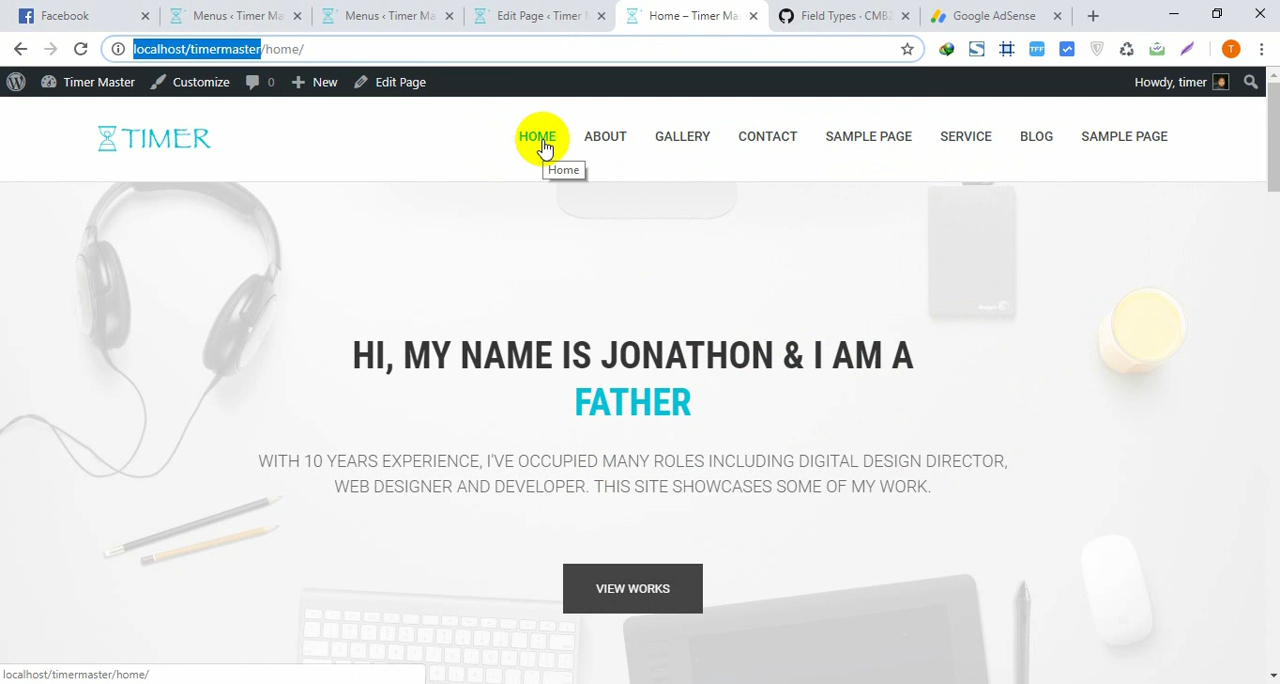 Facebook
Menus ‹ Timer Ma
Menus ‹ Timer Ma
Edit Page ‹ Timer
Home – Timer Ma
Field Types · CMB2
Google AdSense
localhost/timermaster/home/
TFF
T
Timer Master
Customize
0
New
Edit Page
Howdy, timer
TIMER
HOME
ABOUT
GALLERY
CONTACT
SAMPLE PAGE
SERVICE
BLOG
SAMPLE PAGE
Home
HI, MY NAME IS JONATHON & I AM A
FATHER
WITH 10 YEARS EXPERIENCE, I'VE OCCUPIED MANY ROLES INCLUDING DIGITAL DESIGN DIRECTOR,
WEB DESIGNER AND DEVELOPER. THIS SITE SHOWCASES SOME OF MY WORK.
VIEW WORKS
localhost/timermaster/home/